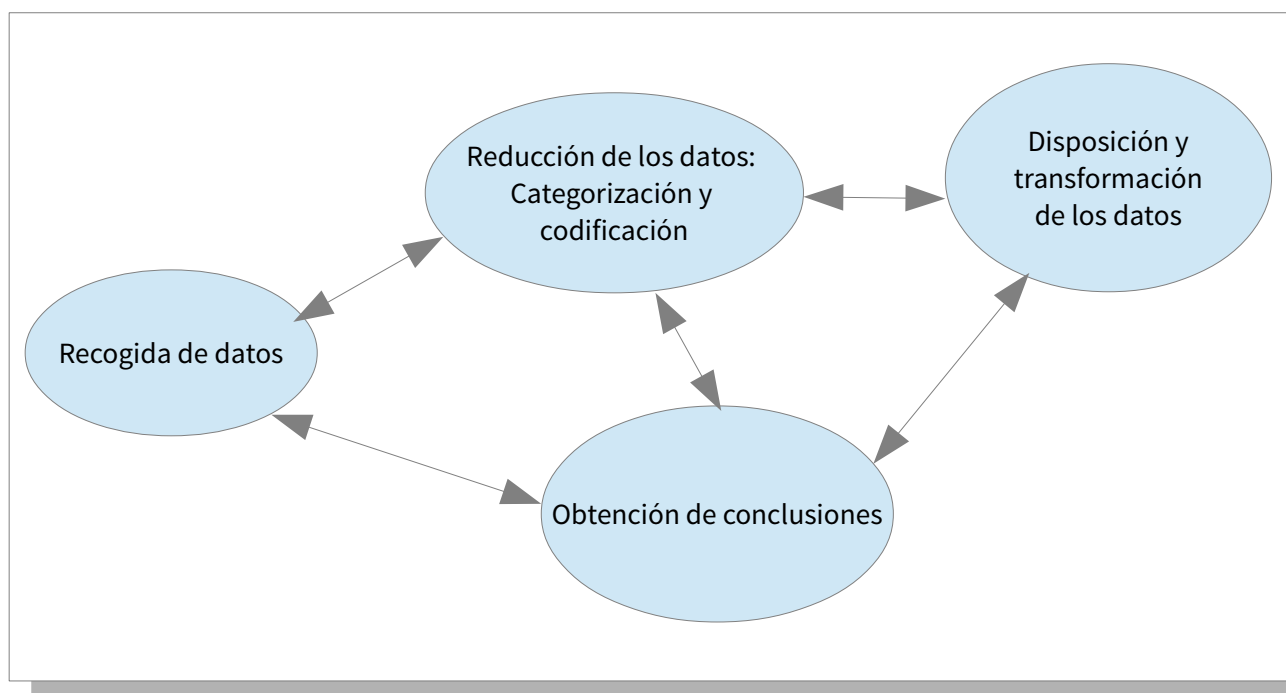 Reducción de los datos:
Categorización y
codificación
Disposición y
transformación
de los datos
Recogida de datos
Obtención de conclusiones